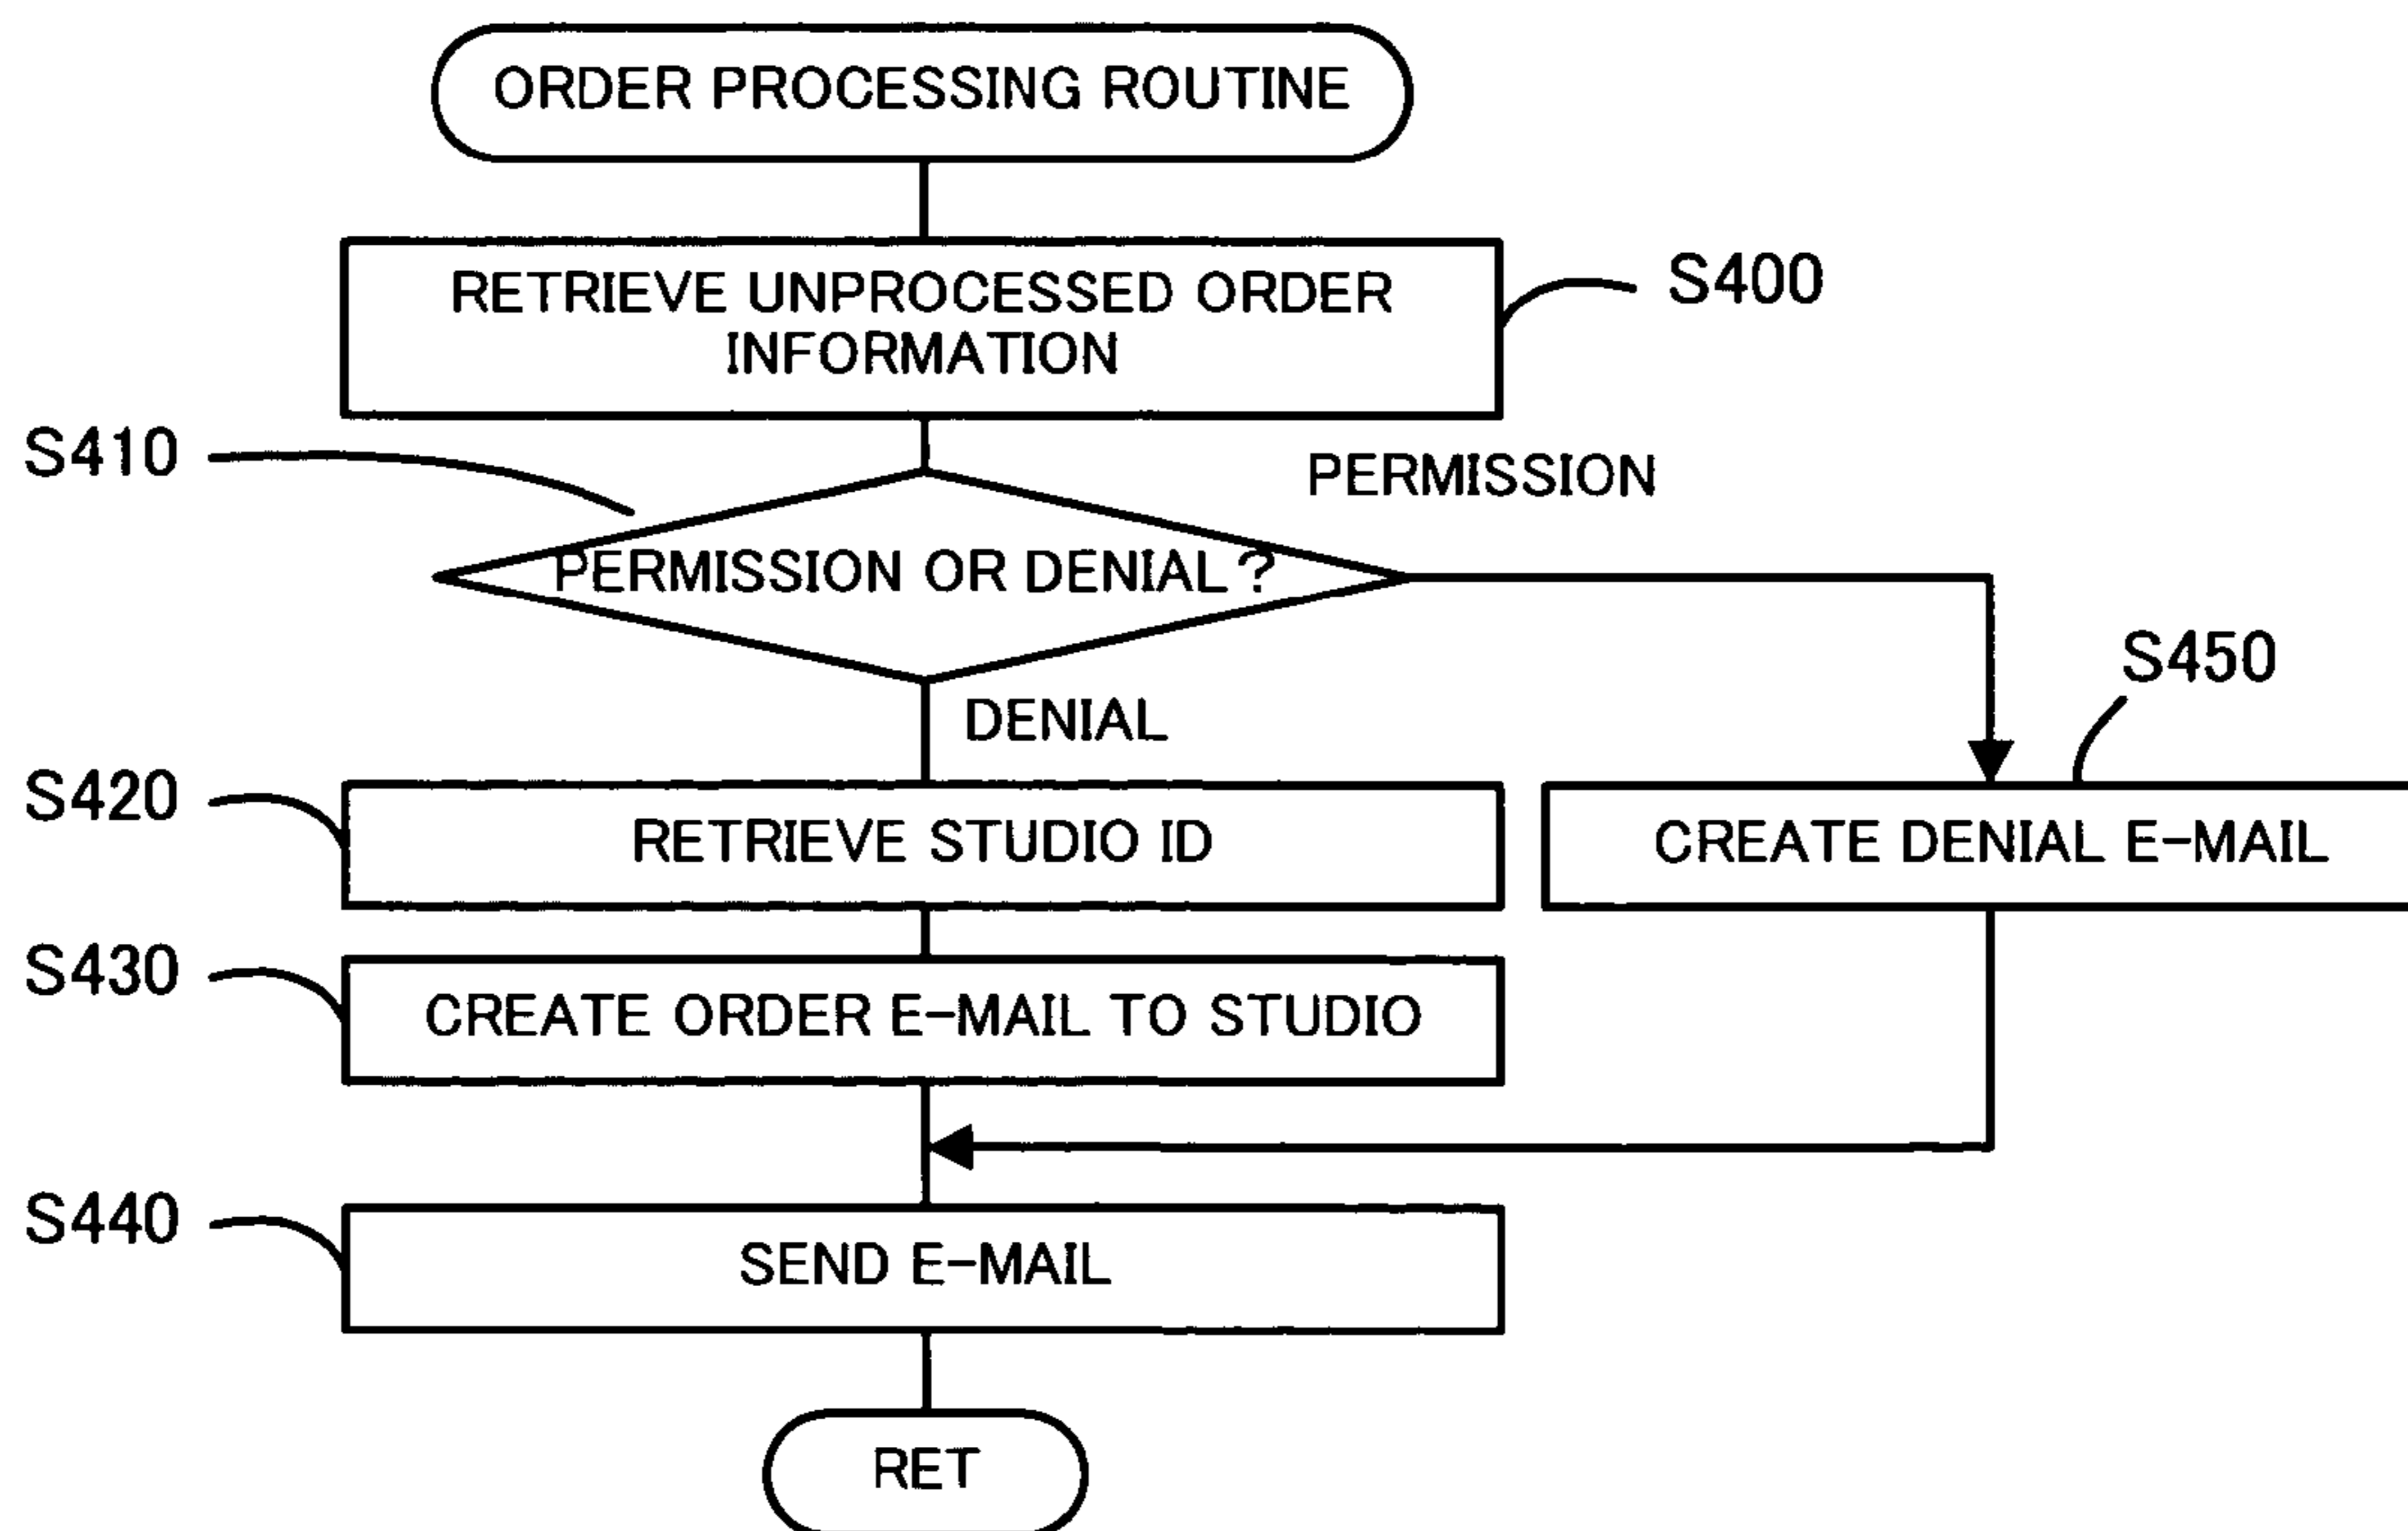 ORDER PROCESSING ROUTINE
RETRIEVE UNPROCESSED ORDER
INFORMATION
S400
S410
PERMISSION
PERMISSION OR DENIAL?
DENIAL
S450
S420
RETRIEVE STUDIO ID
CREATE DENIAL E-MAIL
S430
CREATE ORDER E-MAIL TO STUDIO
S440
SEND E-MAIL
RET